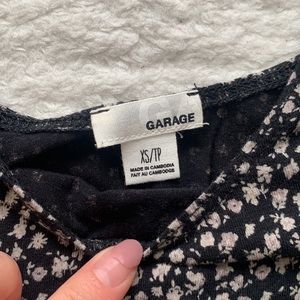 GARAGE
XS/TP
MADE IN CAMBODIA
FAIT AU CAMBODGE